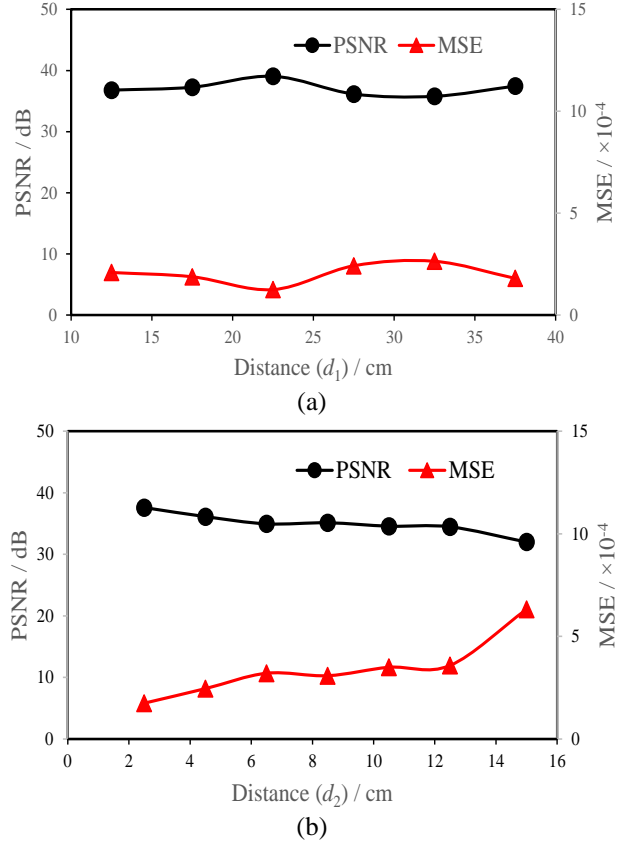 50
40
30
20
10
0
PSNR / dB
PSNR MSE
15
10
5
0
MSE / ×10⁻⁴
10 15 20 25 30 35 40
Distance (d₁) / cm
(a)
50
40
30
20
10
0
PSNR / dB
PSNR MSE
15
10
5
0
MSE / ×10⁻⁴
0 2 4 6 8 10 12 14 16
Distance (d₂) / cm
(b)